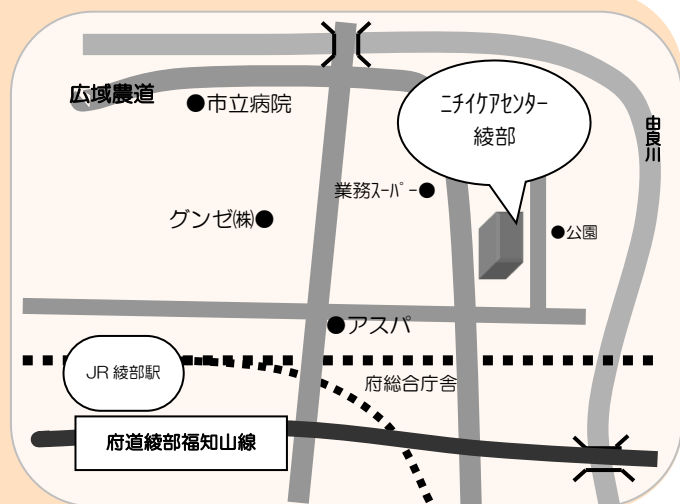 広域農道
●市立病院
ﾆﾁｲｹｱｾﾝﾀｰ
綾部
由良川
業務ｽｰﾊﾟｰ●
グンゼ㈱●
●公園
●アスパ
JR 綾部駅
府総合庁舎
府道綾部福知山線